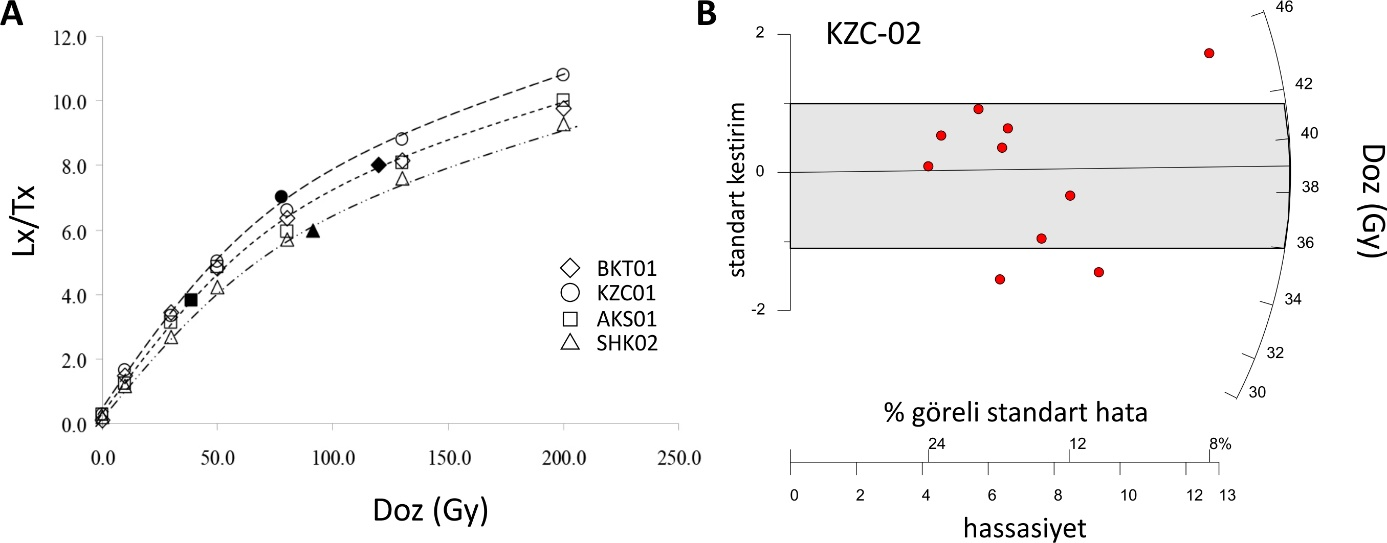 A
12.0
10.0
8.0
6.0
4.0
2.0
0.0
Lx/Tx
0.0 50.0 100.0 150.0 200.0 250.0
Doz (Gy)
BKT01
KZC01
AKS01
SHK02
B
KZC-02
2
0
-2
standart kestirim
46
42
40
38
36
34
32
30
Doz (Gy)
% göreli standart hata
24 12 8%
0 2 4 6 8 10 12 13
hassasiyet